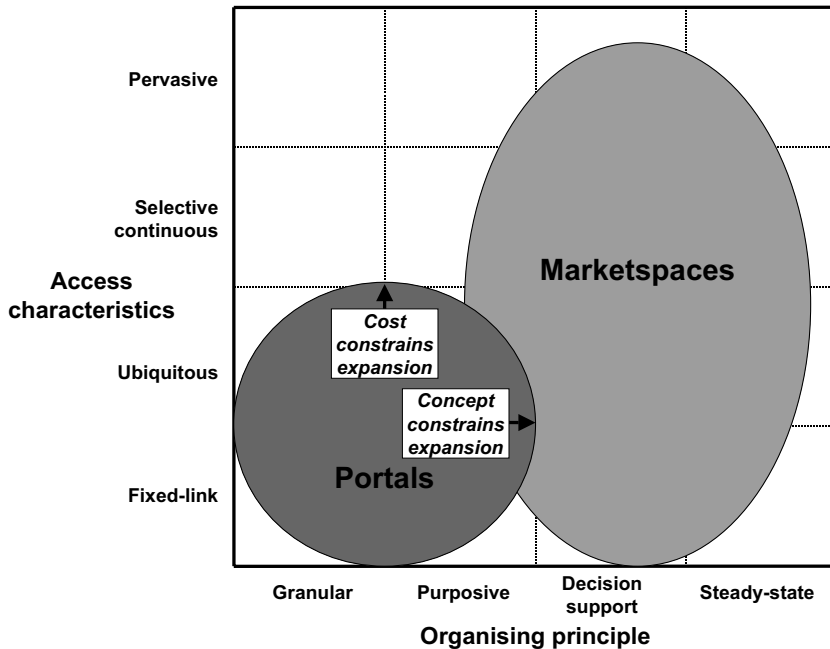 Pervasive
Selective
continuous
Marketspaces
Access
characteristics
Cost
constrains
expansion
Ubiquitous
Concept
constrains
expansion
Portals
Fixed-link
Granular
Purposive
Decision
support
Steady-state
Organising principle